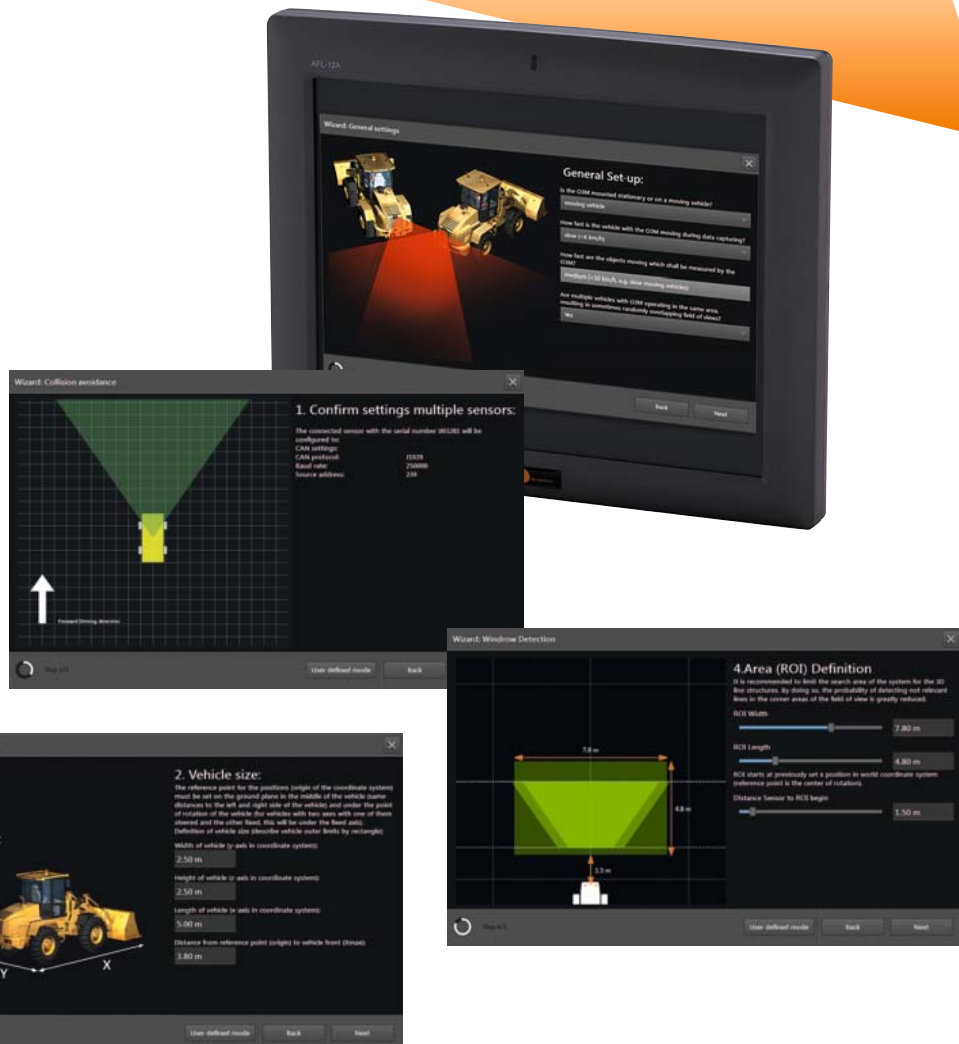 AFL-12A
Wizard: General settings
General Set-up:
Is the O3M mounted stationary or on a moving vehicle?
moving vehicle
How fast is the vehicle with the O3M moving during data capturing?
slow (<6 km/h)
How fast are the objects moving which shall be measured by the
O3M?
Are multiple vehicles with O3M operating in the same area,
resulting in sometimes randomly overlapping field of views?
Yes
Back
Next
Wizard: Collision avoidance
1. Confirm settings multiple sensors:
The connected sensor with the serial number 001201 will be
configured to:
CAN settings:
CAN protocol: J1939
Baud rate: 250000
Source address: 239
Forward Driving direction
User defined mode
Back
Wizard: Windrow Detection
4.Area (ROI) Definition
It is recommended to limit the search area of the system for the 3D
line structures. By doing so, the probability of detecting not relevant
lines in the corner areas of the field of view is greatly reduced.
ROI Width
7.80 m
ROI Length
4.80 m
ROI starts at previously set a position in world coordinate system
(reference point is the center of rotation).
Distance Sensor to ROI begin
1.50 m
7.8 m
4.8 m
1.5 m
User defined mode
Back
Next
2. Vehicle size:
The reference point for the positions (origin of the coordinate system)
must be set on the ground plane in the middle of the vehicle (same
distances to the left and right side of the vehicle) and under the point
of rotation of the vehicle (for vehicles with two axes with one of them
steered and the other fixed, this will be under the fixed axis).
Definition of vehicle size (describe vehicle outer limits by rectangle):
Width of vehicle (y-axis in coordinate system):
2.50 m
Height of vehicle (z-axis in coordinate system):
2.50 m
Length of vehicle (x-axis in coordinate system):
5.00 m
Distance from reference point (origin) to vehicle front (Xmax):
3.80 m
Y
X
User defined mode
Back
Next